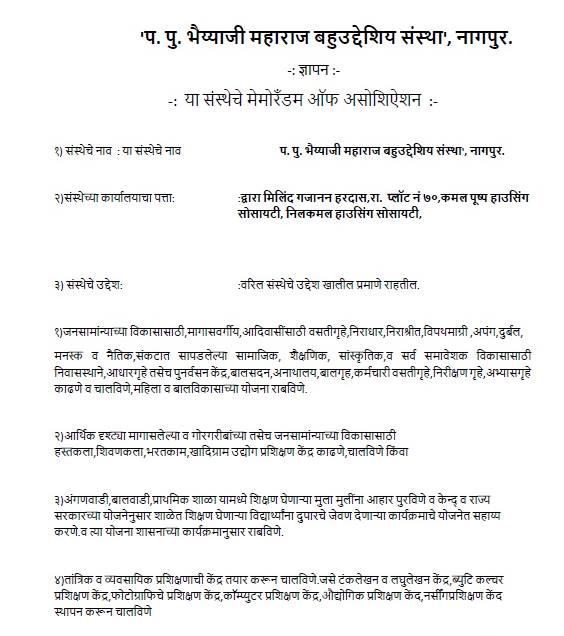 'प. पु. भैय्याजी महाराज बहुउद्देशिय संस्था', नागपुर.
-: ज्ञापन :-
-: या संस्थेचे मेमोरँडम ऑफ असोशिऐशन :-
१) संस्थेचे नाव : या संस्थेचे नाव प. पु. भैय्याजी महाराज बहुउद्देशिय संस्था', नागपुर.
२)संस्थेच्या कार्यालयाचा पत्ता: :द्वारा मिलिंद गजानन हरदास,रा. प्लॉट नं ७०,कमल पूष्प हाउसिंग
सोसायटी, निलकमल हाउसिंग सोसायटी,
३) संस्थेचे उद्देश: :वरिल संस्थेचे उद्देश खालील प्रमाणे राहतील.
१)जनसामांन्याच्या विकासासाठी,मागासवर्गीय,आदिवासींसाठी वसतीगृहे,निराधार,निराश्रीत,विपथमाग्री ,अपंग,दुर्बल,
मनस्क व नैतिक,संकटात सापडलेल्या सामाजिक, शैक्षणिक, सांस्कृतिक,व सर्व समावेशक विकासासाठी
निवासस्थाने,आधारगृहे तसेच पुनर्वसन केंद्र,बालसदन,अनाथालय,बालगृह,कर्मचारी वसतीगृहे,निरीक्षण गृहे,अभ्यासगृहे
काढणे व चालविणे,महिला व बालविकासाच्या योजना राबविणे.
२)आर्थिक दृष्ट्या मागासलेल्या व गोरगरीबांच्या तसेच जनसामांन्याच्या विकासासाठी
हस्तकला,शिवणकला,भरतकाम,खादिग्राम उद्योग प्रशिक्षण केंद्र काढणे,चालविणे किंवा
३)अंगणवाडी,बालवाडी,प्राथमिक शाळा यामध्ये शिक्षण घेणाऱ्या मुला मुलींना आहार पुरविणे व केन्द् व राज्य
सरकारच्या योजनेनुसार शाळेत शिक्षण घेणाऱ्या विद्यार्थ्यांना दुपारचे जेवण देणाऱ्या कार्यक्रमाचे योजनेत सहाय्य
करणे.व त्या योजना शासनाच्या कार्यक्रमानुसार राबविणे.
४)तांत्रिक व व्यवसायिक प्रशिक्षणाची केंद्र तयार करून चालविणे.जसे टंकलेखन व लघुलेखन केंद्र,ब्युटि कल्चर
प्रशिक्षण केंद्र,फोटोग्राफिचे प्रशिक्षण केंद्र,कॉम्प्युटर प्रशिक्षण केंद्र,औद्योगिक प्रशिक्षण केंद,नर्सींगप्रशिक्षण केंद
स्थापन करून चालविणे